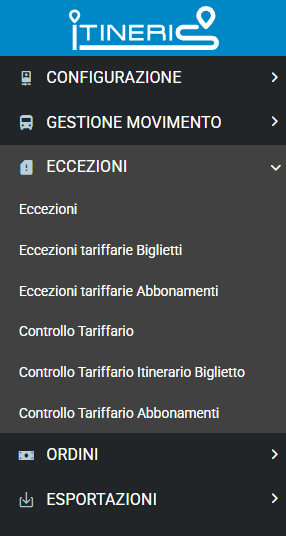 ITINERIS
CONFIGURAZIONE
GESTIONE MOVIMENTO
ECCEZIONI
Eccezioni
Eccezioni tariffarie Biglietti
Eccezioni tariffarie Abbonamenti
Controllo Tariffario
Controllo Tariffario Itinerario Biglietto
Controllo Tariffario Abbonamenti
ORDINI
ESPORTAZIONI